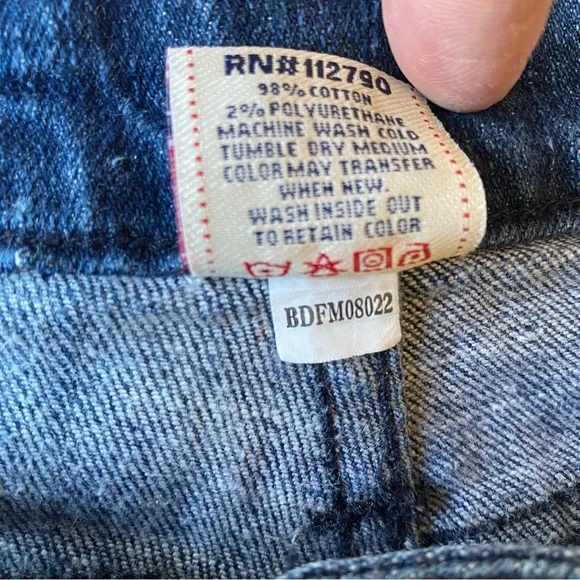 RN#112790
98% COTTON
2% POLYURETHANE
MACHINE WASH COLD
TUMBLE DRY MEDIUM
COLOR MAY TRANSFER
WHEN NEW.
WASH INSIDE OUT
TO RETAIN COLOR
BDFM08022